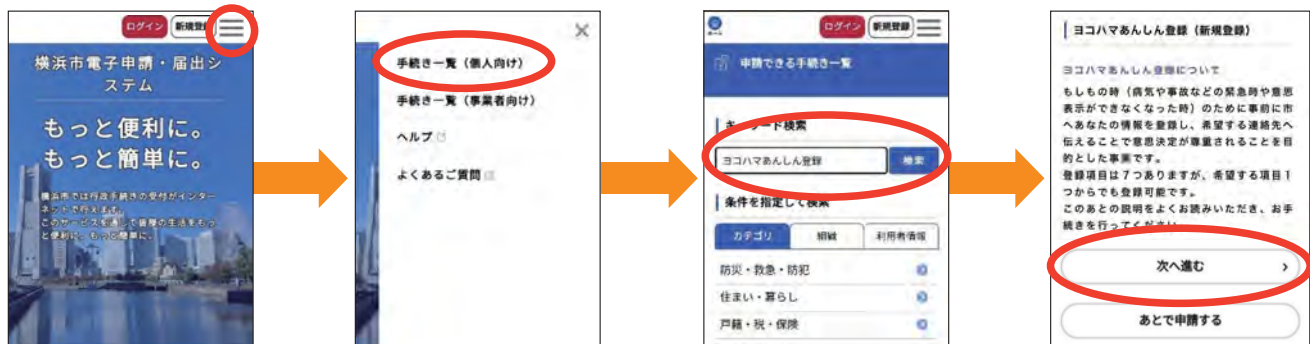 ログイン
新規登録
横浜市電子申請・届出シ
ステム
もっと便利に。
もっと簡単に。
横浜市では行政手続きの受付がインター
ネットで行えます。
このサービスを通して皆様の生活をもっ
と便利に、もっと簡単に。
手続き一覧（個人向け）
手続き一覧（事業者向け）
ヘルプ
よくあるご質問
ログイン
新規登録
申請できる手続き一覧
キーワード検索
ヨコハマあんしん登録
検索
条件を指定して検索
カテゴリ
組織
利用者情報
防災・救急・防犯
住まい・暮らし
戸籍・税・保険
ヨコハマあんしん登録（新規登録）
ヨコハマあんしん登録について
もしもの時（病気や事故などの緊急時や意思
表示ができなくなった時）のために事前に市
へあなたの情報を登録し、希望する連絡先へ
伝えることで意思決定が尊重されることを目
的とした事業です。
登録項目は７つありますが、希望する項目１
つからでも登録可能です。
このあとの説明をよくお読みいただき、お手
続きを行ってください。
次へ進む
あとで申請する